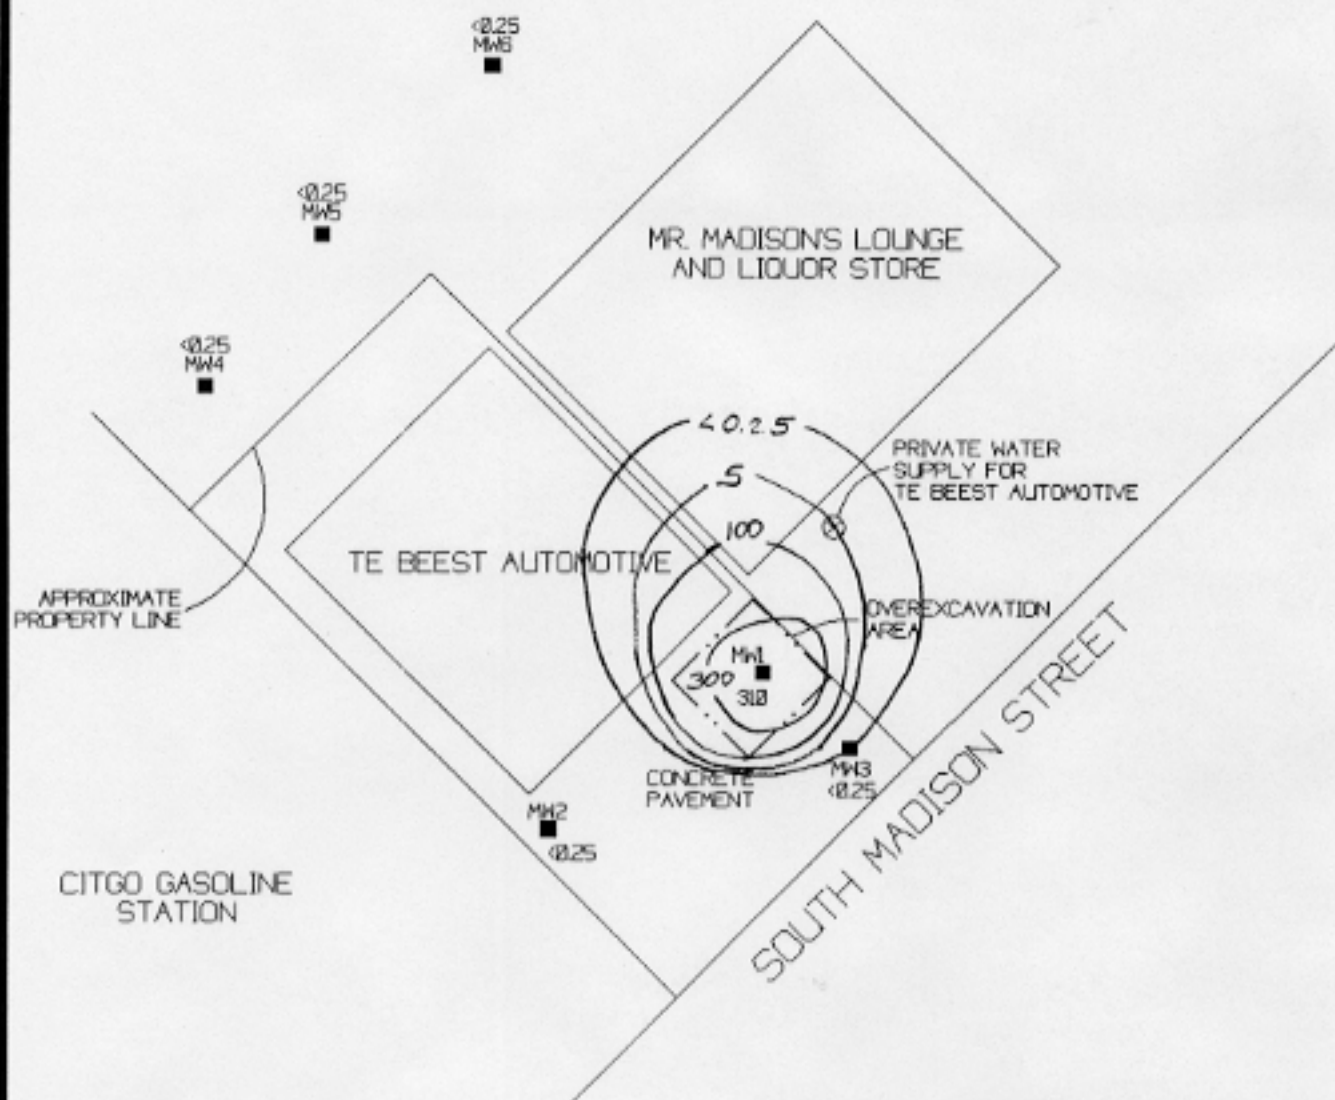 <0.25
MW6
<0.25
MW5
MR. MADISON'S LOUNGE
AND LIQUOR STORE
<0.25
MW4
<0.25
PRIVATE WATER
SUPPLY FOR
TE BEEST AUTOMOTIVE
5
100
TE BEEST AUTOMOTIVE
APPROXIMATE
PROPERTY LINE
OVEREXCAVATION
AREA
MW1
300
310
CONCRETE
PAVEMENT
MW3
<0.25
MW2
<0.25
CITGO GASOLINE
STATION
SOUTH MADISON STREET